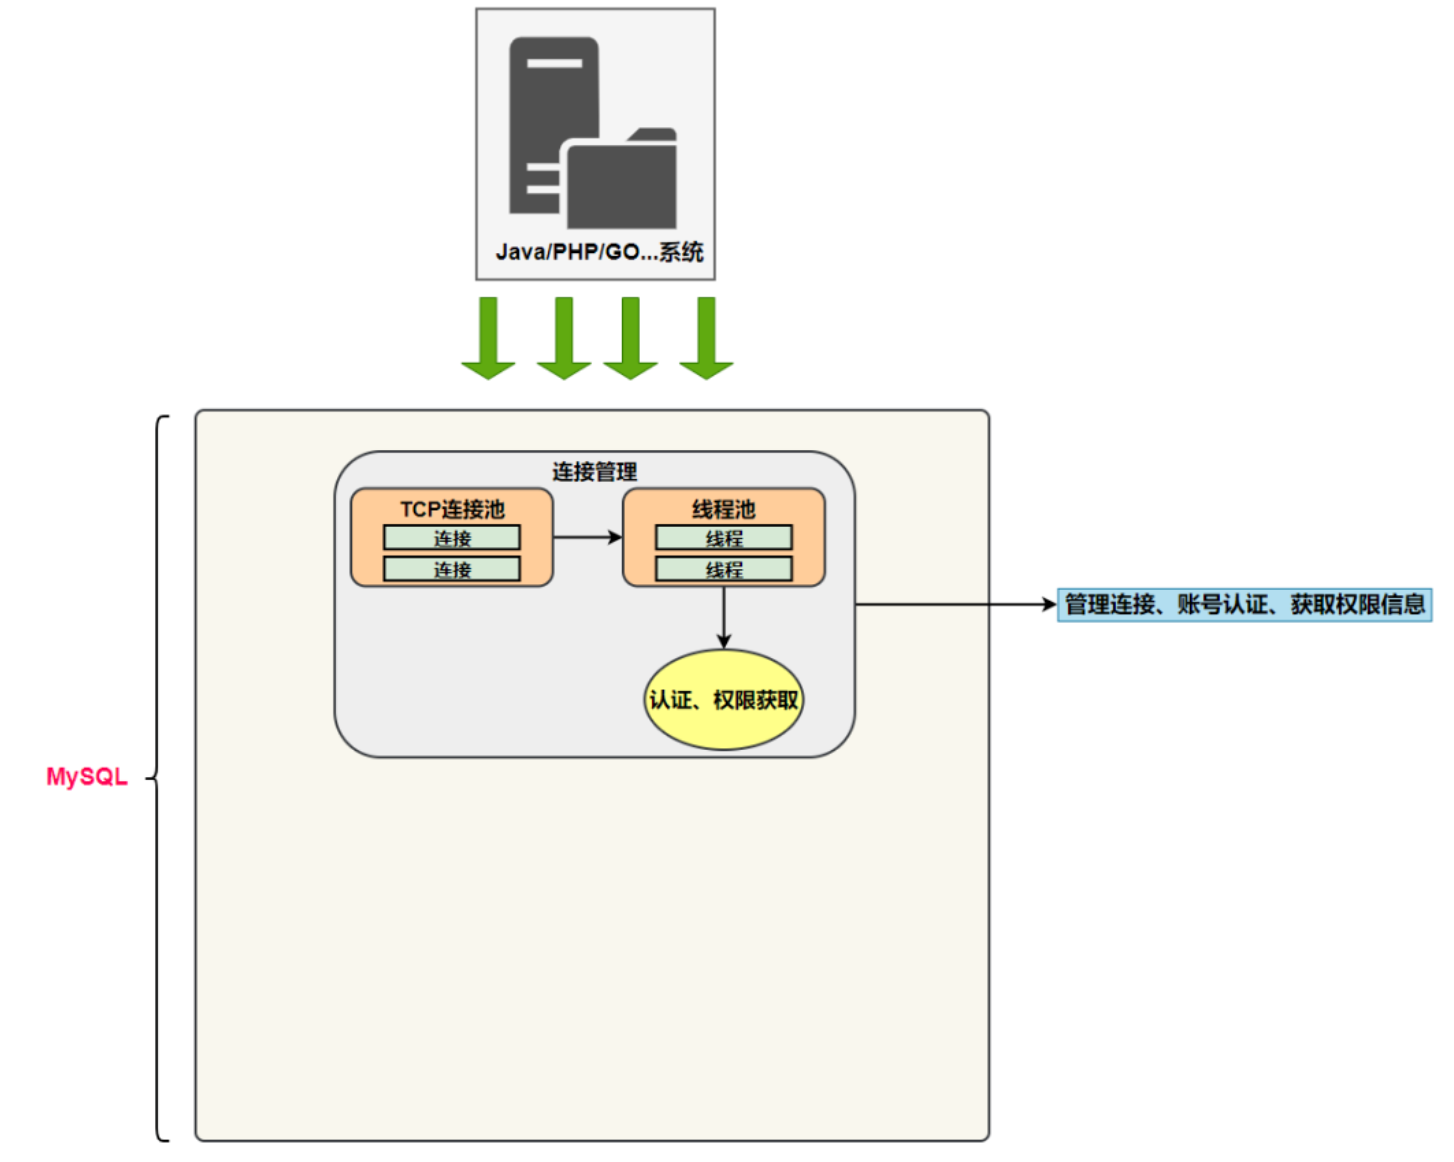 Java/PHP/GO...系统
连接管理
TCP连接池
连接
连接
线程池
线程
线程
认证、权限获取
管理连接、账号认证、获取权限信息
MySQL